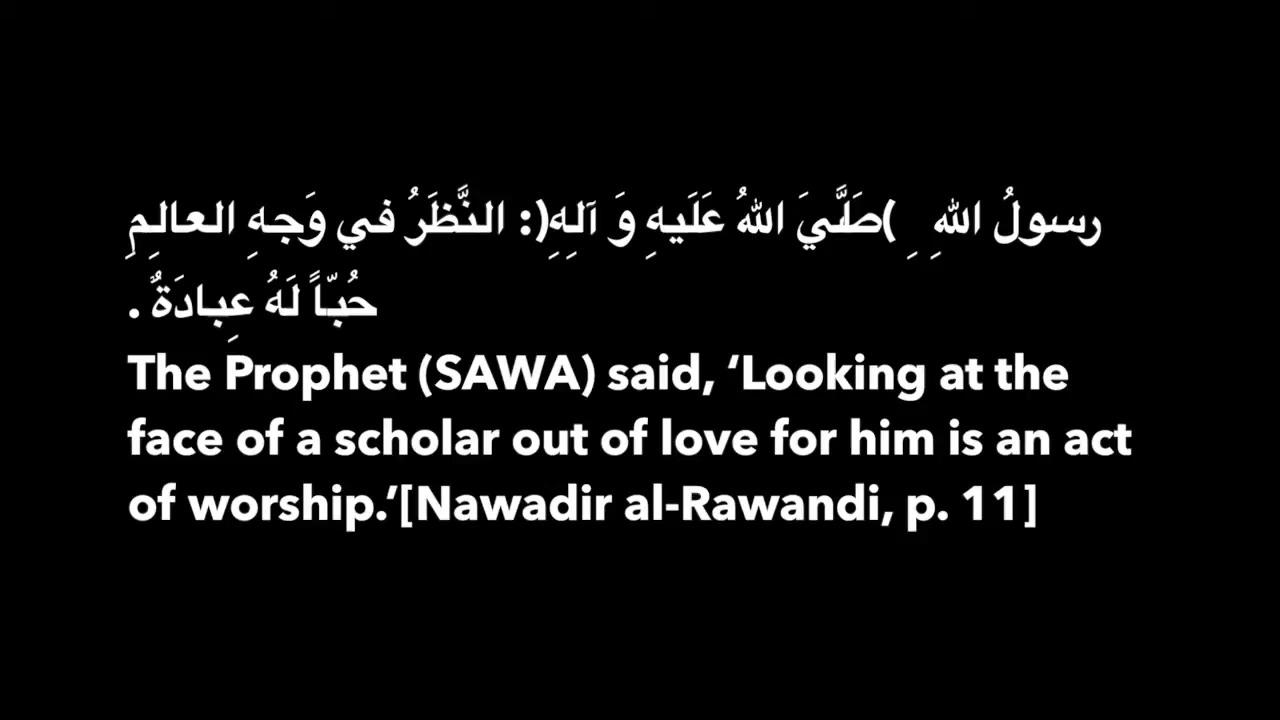 رسولُ اللهِ ِ )صَلَّيَ اللهُ عَلَيهِ وَ آلِهِ(: النَّظَرُ في وَجهِ العالِمِ
حُبّاً لَهُ عِبادَةٌ .
The Prophet (SAWA) said, ‘Looking at the
face of a scholar out of love for him is an act
of worship.’[Nawadir al-Rawandi, p. 11]